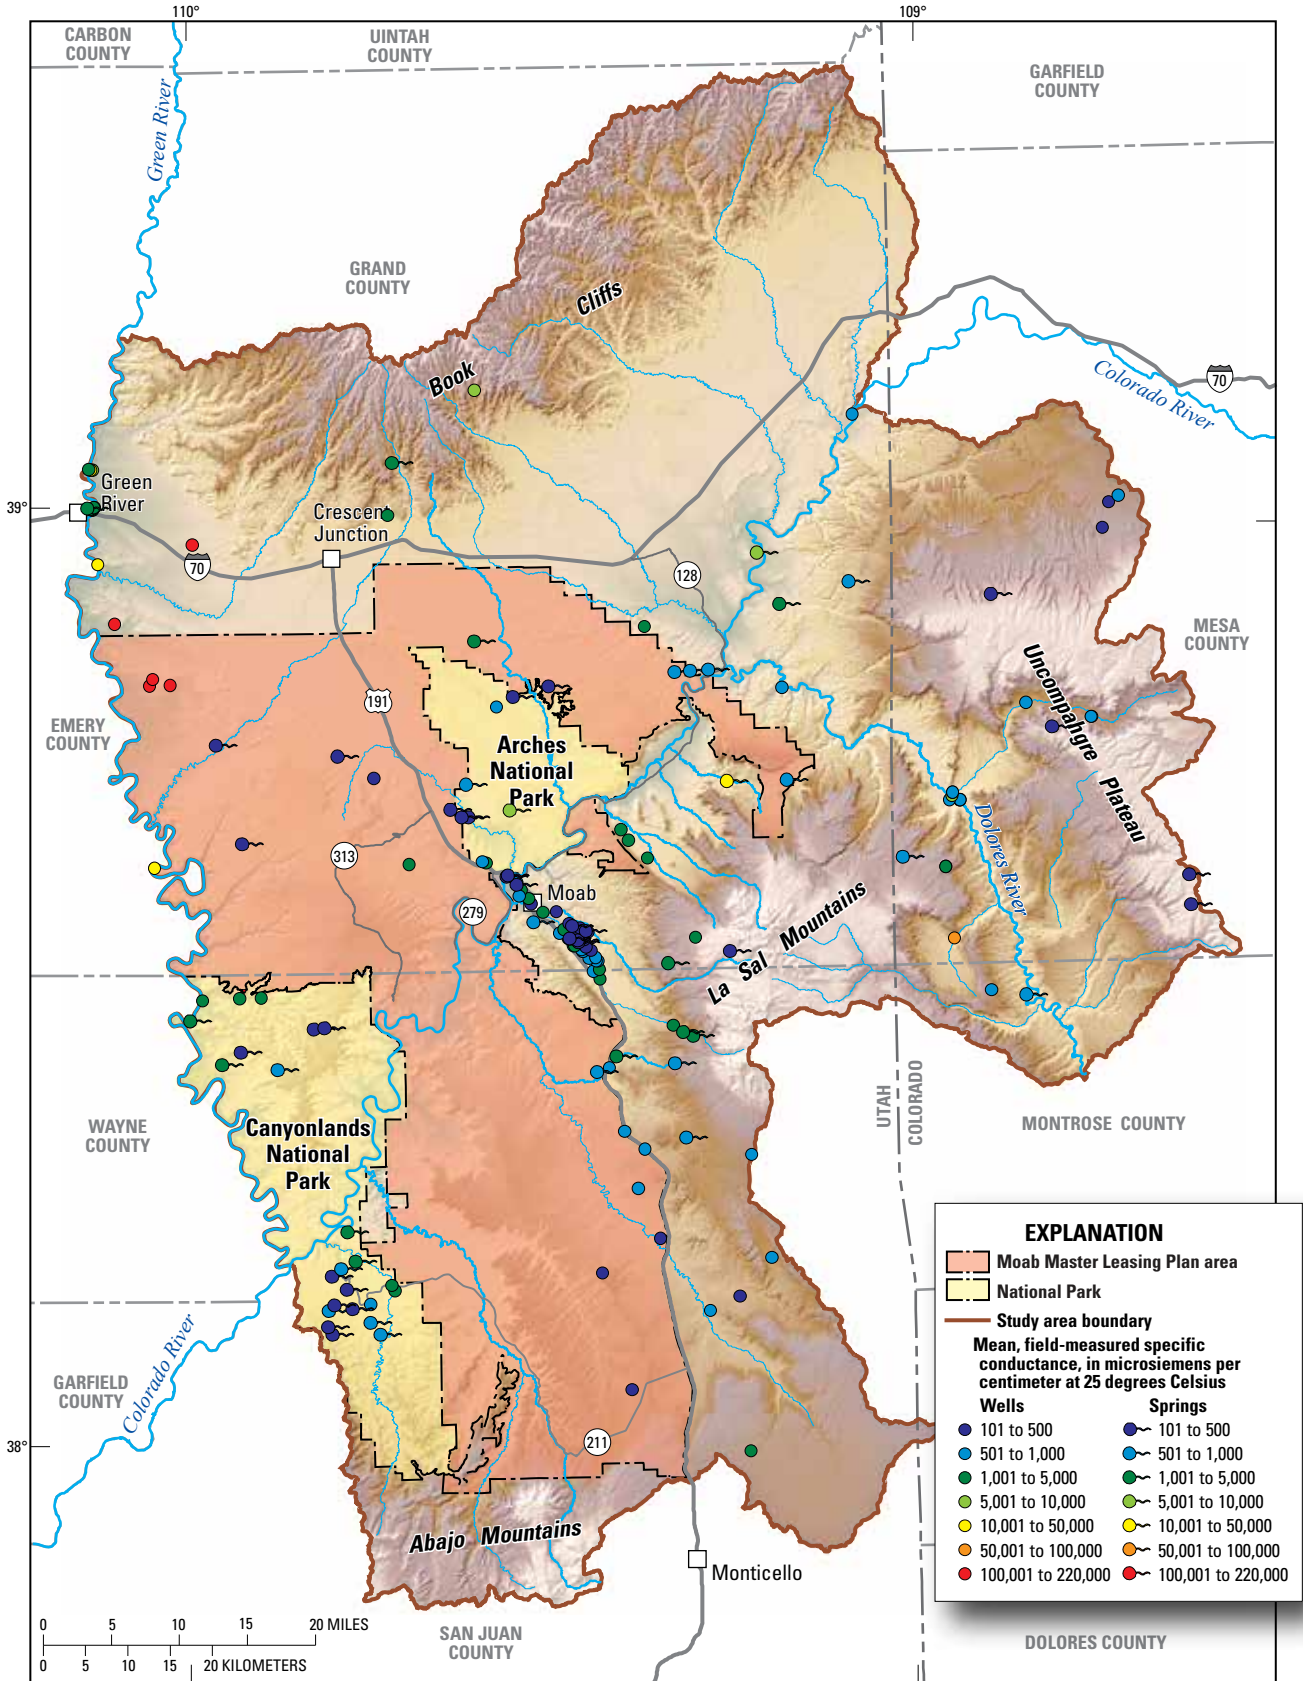 110°
109°
CARBON
COUNTY
UINTAH
COUNTY
GARFIELD
COUNTY
Green River
GRAND
COUNTY
Book Cliffs
70
Colorado River
39°
Green
River
Crescent
Junction
70
128
MESA
COUNTY
Uncompahgre Plateau
191
EMERY
COUNTY
Arches
National
Park
313
Dolores River
279
Moab
La Sal Mountains
UTAH
COLORADO
WAYNE
COUNTY
MONTROSE COUNTY
Canyonlands
National
Park
Colorado River
GARFIELD
COUNTY
38°
211
Abajo Mountains
Monticello
SAN JUAN
COUNTY
DOLORES COUNTY
EXPLANATION
Moab Master Leasing Plan area
National Park
Study area boundary
Mean, field-measured specific
conductance, in microsiemens per
centimeter at 25 degrees Celsius
Wells Springs
101 to 500 101 to 500
501 to 1,000 501 to 1,000
1,001 to 5,000 1,001 to 5,000
5,001 to 10,000 5,001 to 10,000
10,001 to 50,000 10,001 to 50,000
50,001 to 100,000 50,001 to 100,000
100,001 to 220,000 100,001 to 220,000
0 5 10 15 20 MILES
0 5 10 15 20 KILOMETERS